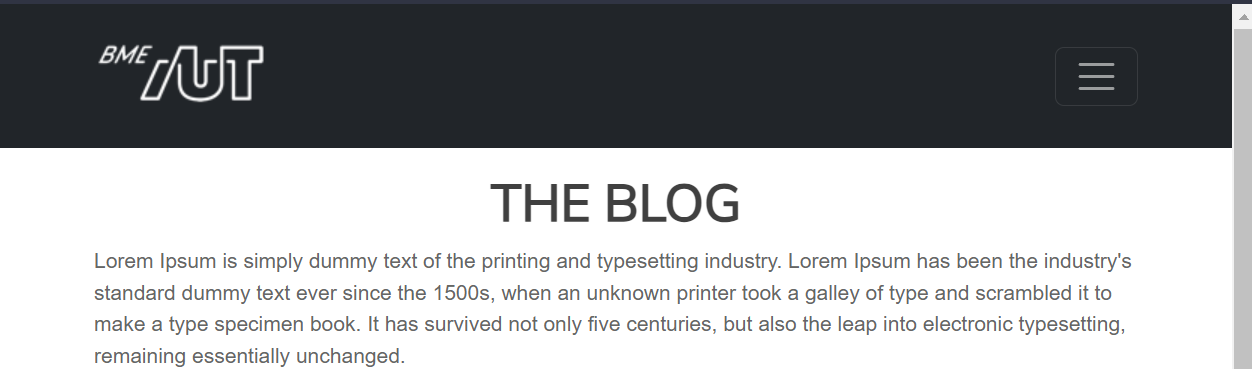 BME AUT
THE BLOG
Lorem Ipsum is simply dummy text of the printing and typesetting industry. Lorem Ipsum has been the industry's
standard dummy text ever since the 1500s, when an unknown printer took a galley of type and scrambled it to
make a type specimen book. It has survived not only five centuries, but also the leap into electronic typesetting,
remaining essentially unchanged.